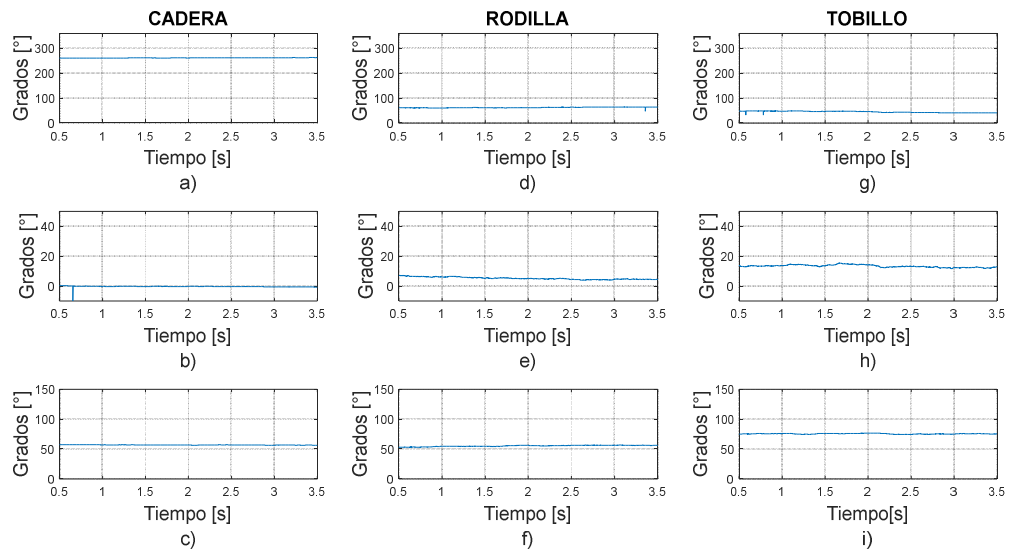 CADERA
RODILLA
TOBILLO
Grados [°]
300
200
100
0
0.5 1 1.5 2 2.5 3 3.5
Tiempo [s]
a)
Grados [°]
300
200
100
0
0.5 1 1.5 2 2.5 3 3.5
Tiempo [s]
d)
Grados [°]
300
200
100
0
0.5 1 1.5 2 2.5 3 3.5
Tiempo [s]
g)
Grados [°]
40
20
0
0.5 1 1.5 2 2.5 3 3.5
Tiempo [s]
b)
Grados [°]
40
20
0
0.5 1 1.5 2 2.5 3 3.5
Tiempo [s]
e)
Grados [°]
40
20
0
0.5 1 1.5 2 2.5 3 3.5
Tiempo [s]
h)
Grados [°]
150
100
50
0
0.5 1 1.5 2 2.5 3 3.5
Tiempo [s]
c)
Grados [°]
150
100
50
0
0.5 1 1.5 2 2.5 3 3.5
Tiempo [s]
f)
Grados [°]
150
100
50
0
0.5 1 1.5 2 2.5 3 3.5
Tiempo[s]
i)